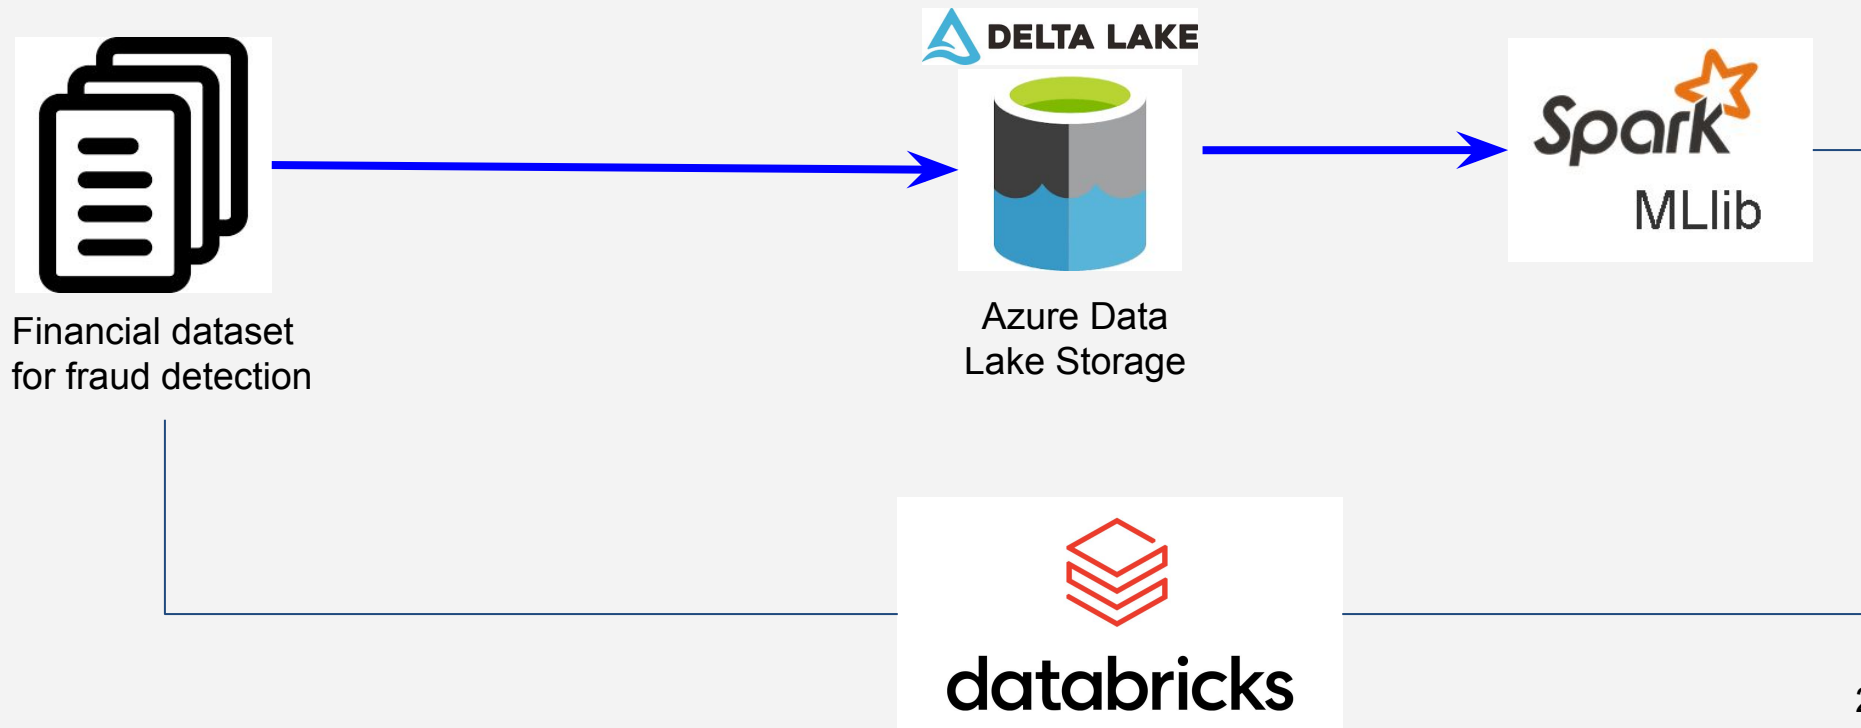 DELTA LAKE
Spark
MLlib
Financial dataset
for fraud detection
Azure Data
Lake Storage
databricks